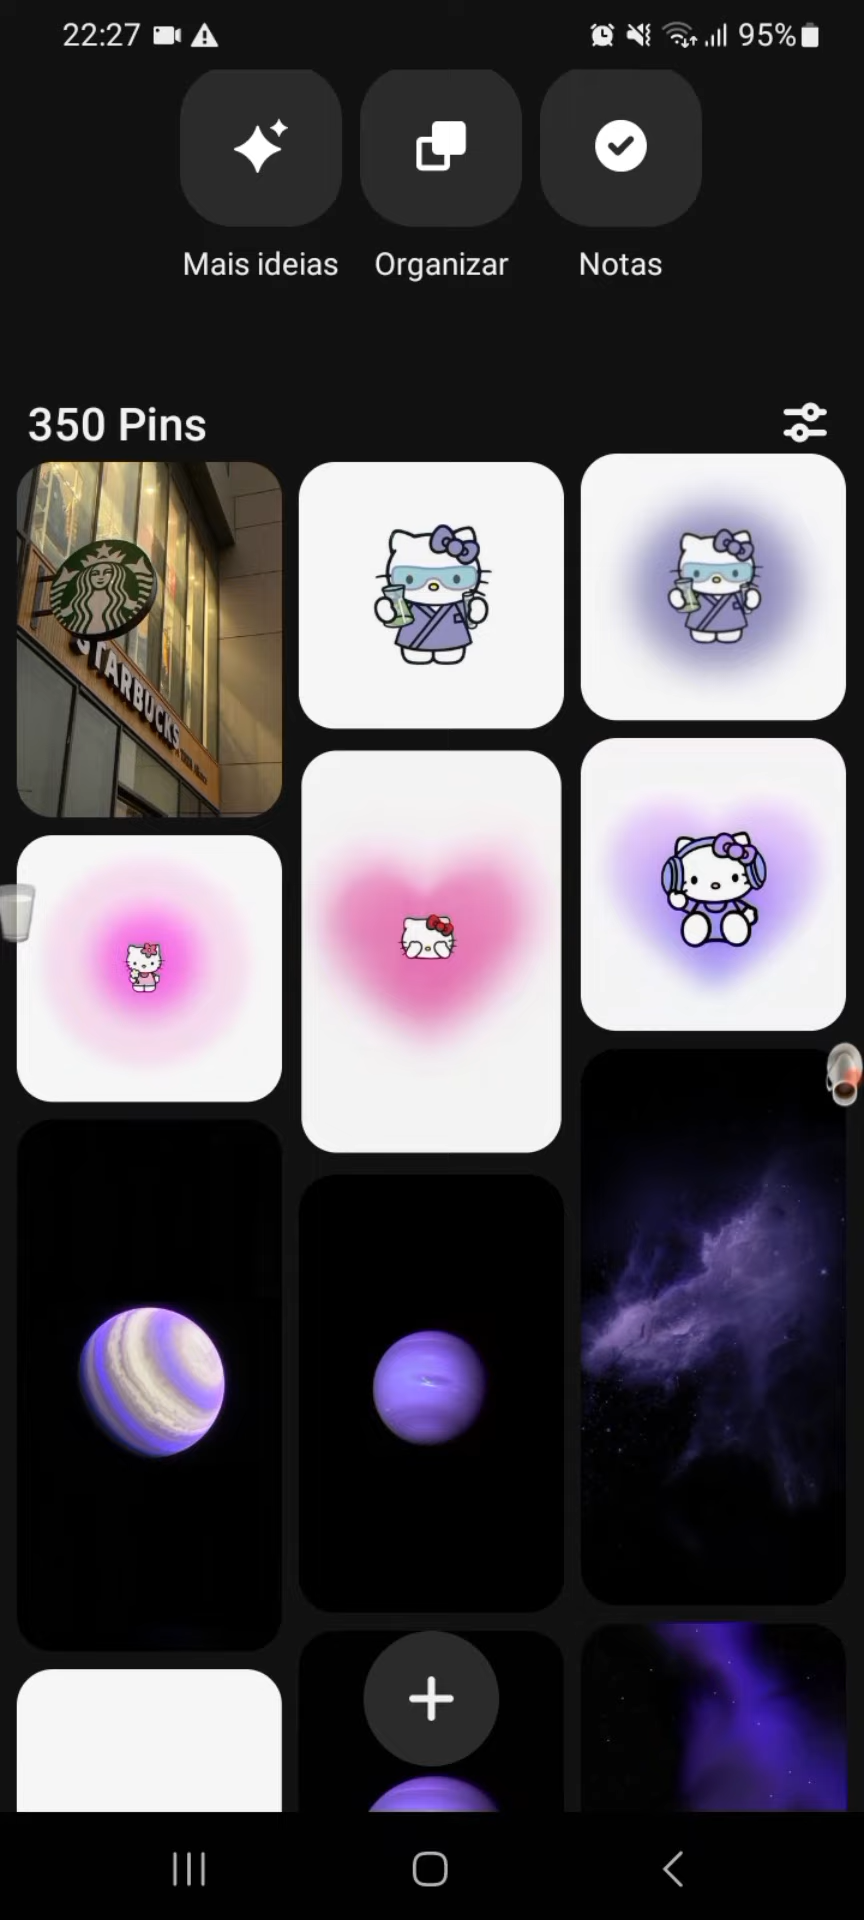 22:27
95%
Mais ideias
Organizar
Notas
350 Pins
STARBUCKS